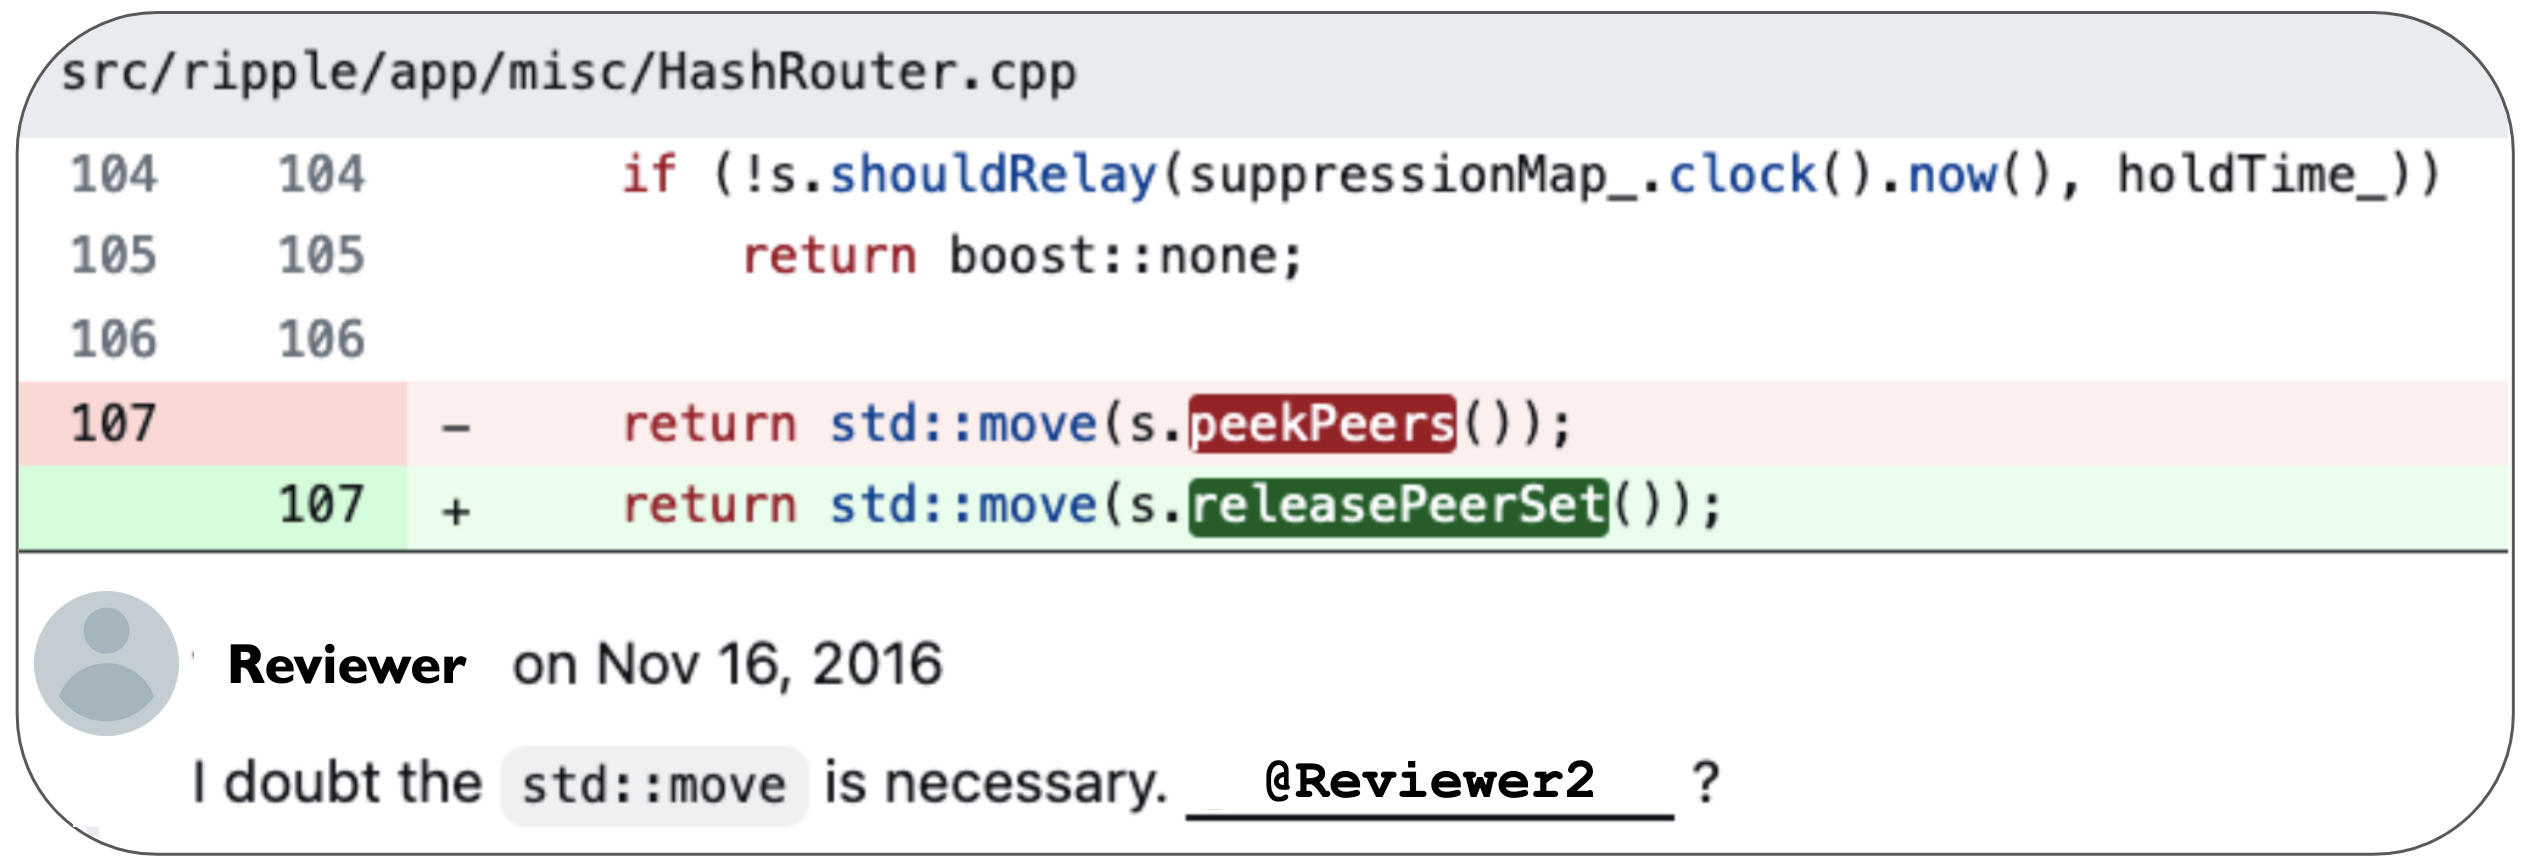 src/ripple/app/misc/HashRouter.cpp
104 104 if (!s.shouldRelay(suppressionMap_.clock().now(), holdTime_))
105 105 return boost::none;
106 106
107 - return std::move(s.peekPeers());
107 + return std::move(s.releasePeerSet());
Reviewer on Nov 16, 2016
I doubt the std::move is necessary. @Reviewer2 ?